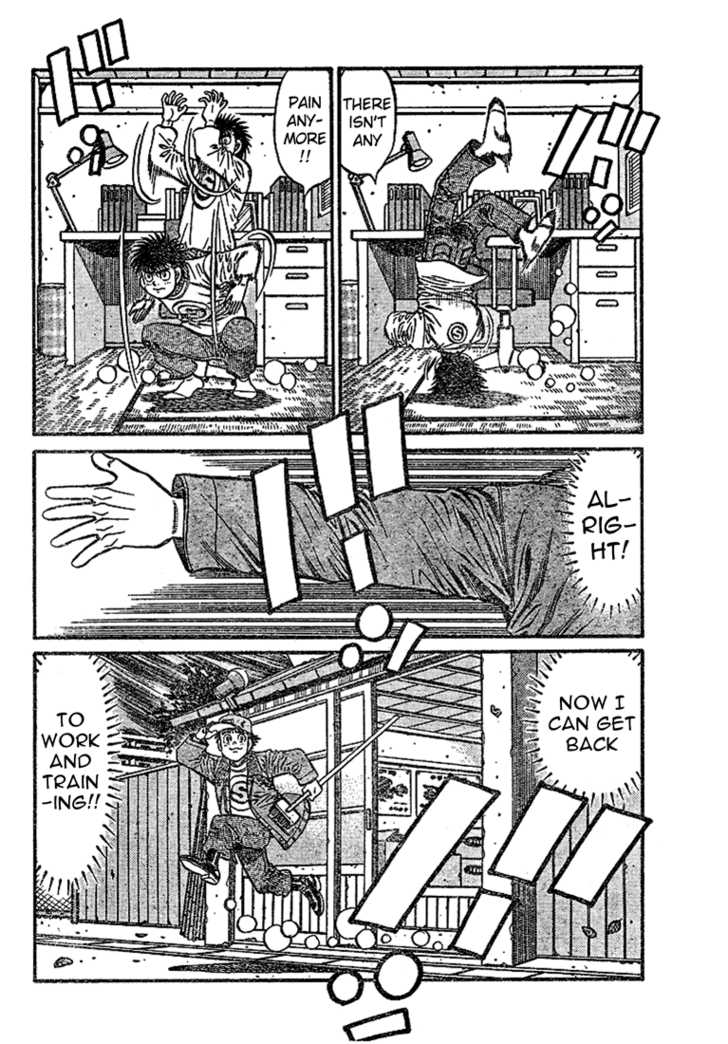 THERE
ISN'T
ANY
PAIN
ANY-
MORE
!!
AL-
RIG-
HT!
NOW I
CAN GET
BACK
TO
WORK
AND
TRAIN
-ING!!
S